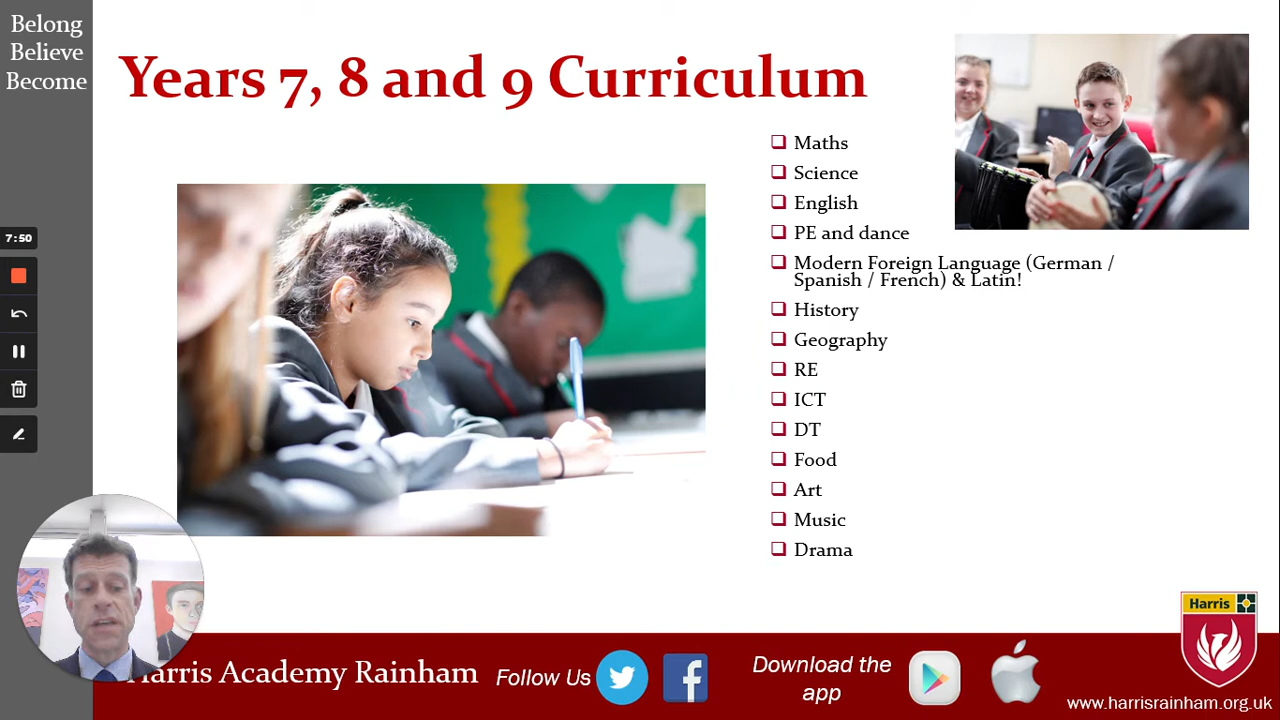 Belong
Believe
Become
Years 7, 8 and 9 Curriculum
Maths
Science
English
PE and dance
Modern Foreign Language (German /
Spanish / French) & Latin!
History
Geography
RE
ICT
DT
Food
Art
Music
Drama
7:50
Harris Academy Rainham
Follow Us
Download the
app
Harris
www.harrisrainham.org.uk